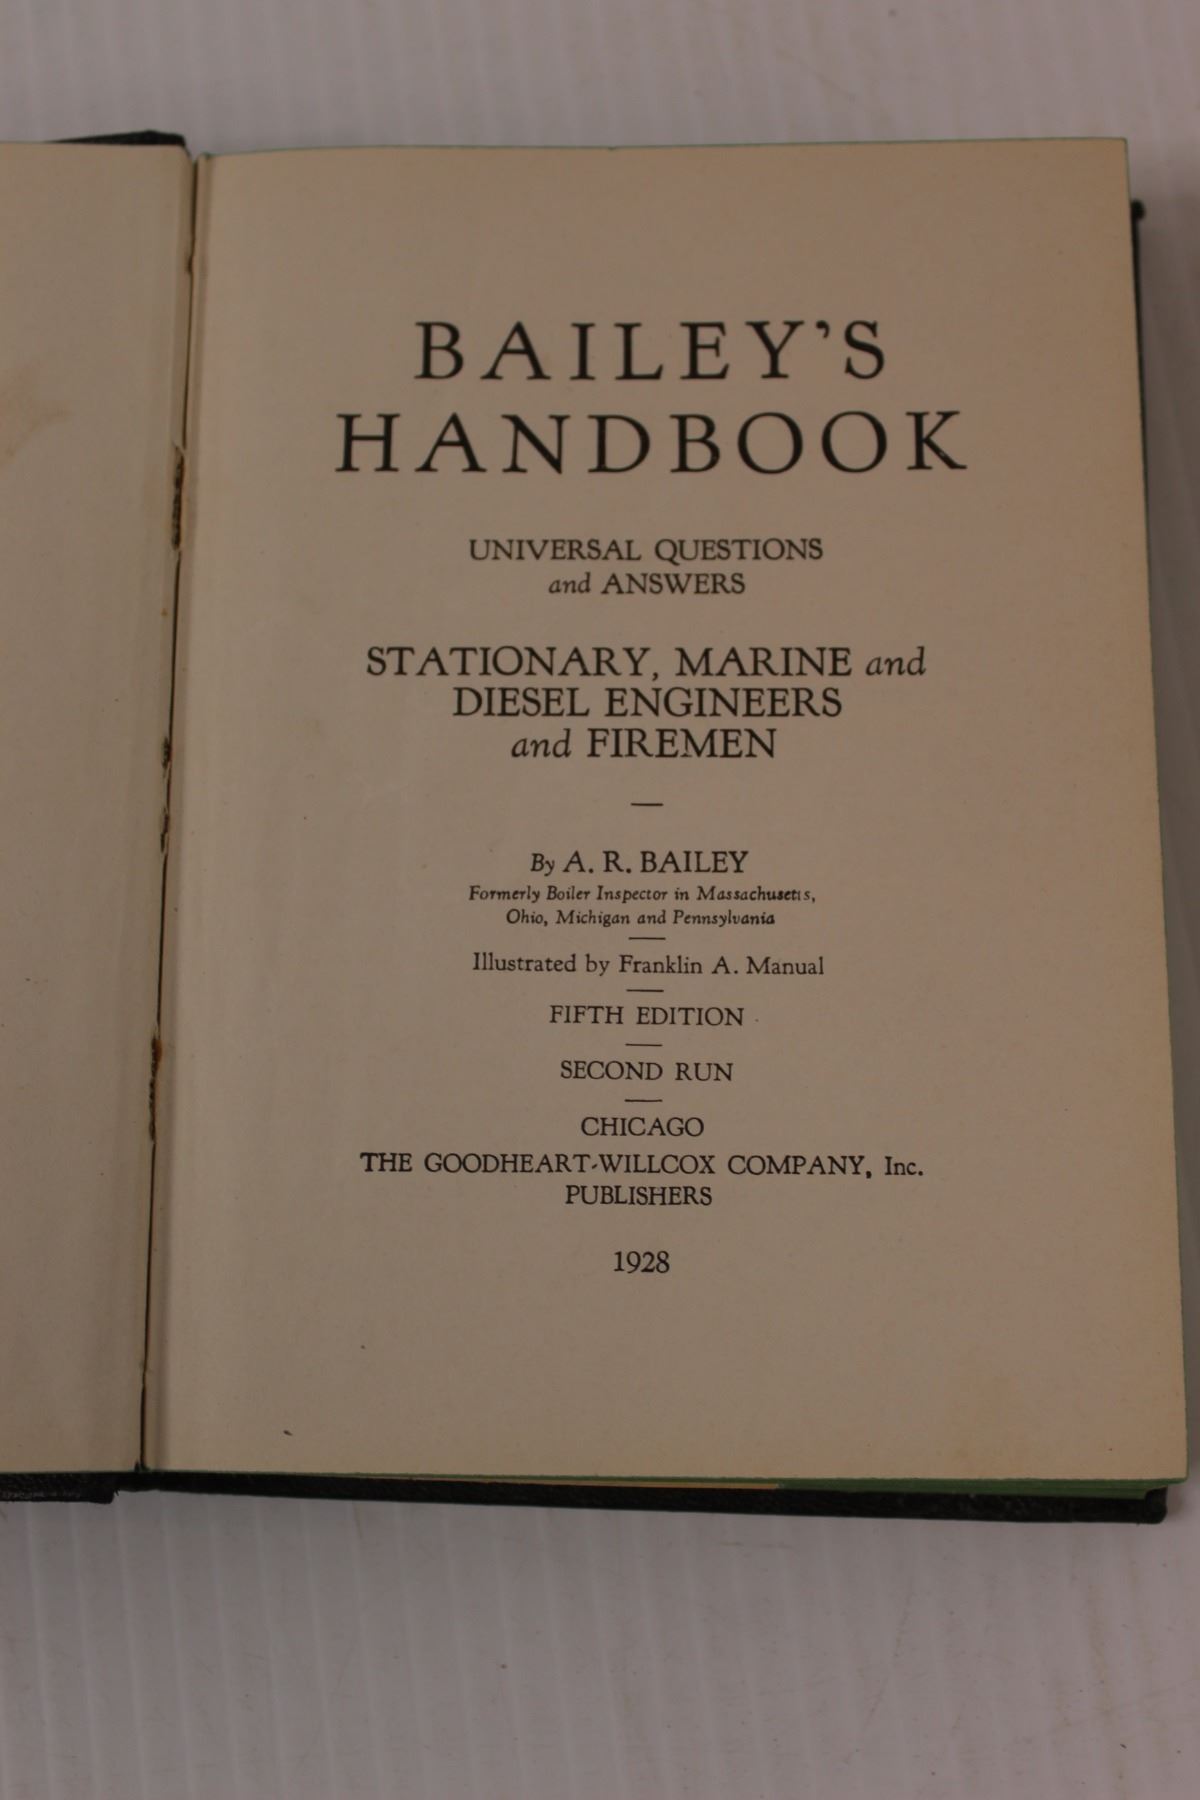 BAILEY'S
HANDBOOK
UNIVERSAL QUESTIONS
and ANSWERS
STATIONARY, MARINE and
DIESEL ENGINEERS
and FIREMEN
By A. R. BAILEY
Formerly Boiler Inspector in Massachusetts,
Ohio, Michigan and Pennsylvania
Illustrated by Franklin A. Manual
FIFTH EDITION
SECOND RUN
CHICAGO
THE GOODHEART-WILLCOX COMPANY, Inc.
PUBLISHERS
1928